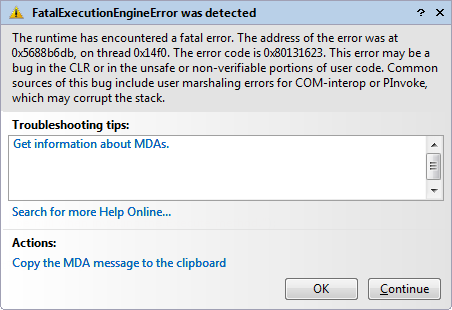 FatalExecutionEngineError was detected
The runtime has encountered a fatal error. The address of the error was at
0x5688b6db, on thread 0x14f0. The error code is 0x80131623. This error may be a
bug in the CLR or in the unsafe or non-verifiable portions of user code. Common
sources of this bug include user marshaling errors for COM-interop or PInvoke,
which may corrupt the stack.
Troubleshooting tips:
Get information about MDAs.
Search for more Help Online...
Actions:
Copy the MDA message to the clipboard
OK Continue